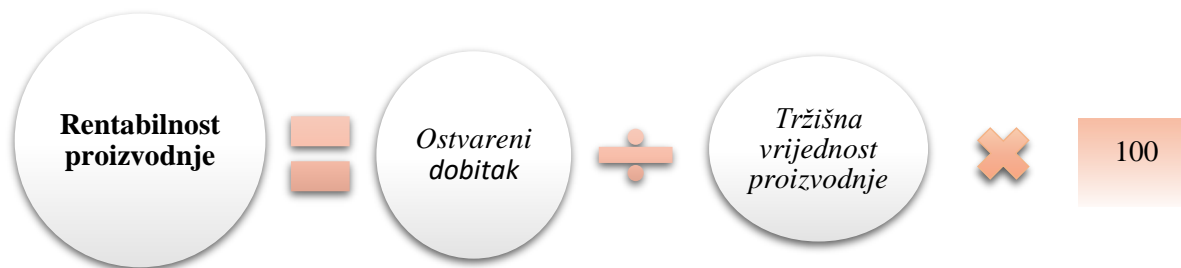 Rentabilnost
proizvodnje
=
Ostvareni
dobitak
÷
Tržišna
vrijednost
proizvodnje
×
100